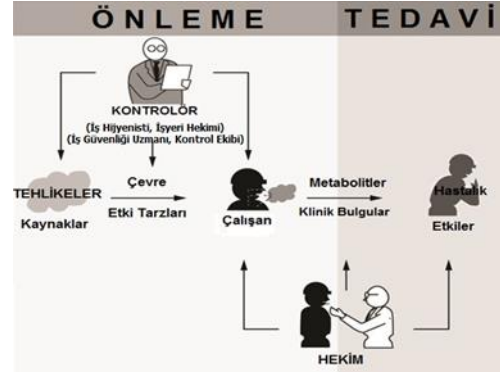 ÖNLEME
TEDAVİ
KONTROLÖR
(İş Hijyenisti, İşyeri Hekimi)
(İş Güvenliği Uzmanı, Kontrol Ekibi)
TEHLİKELER
Kaynaklar
Çevre
Etki Tarzları
Çalışan
Metabolitler
Klinik Bulgular
Hastalık
Etkiler
HEKİM